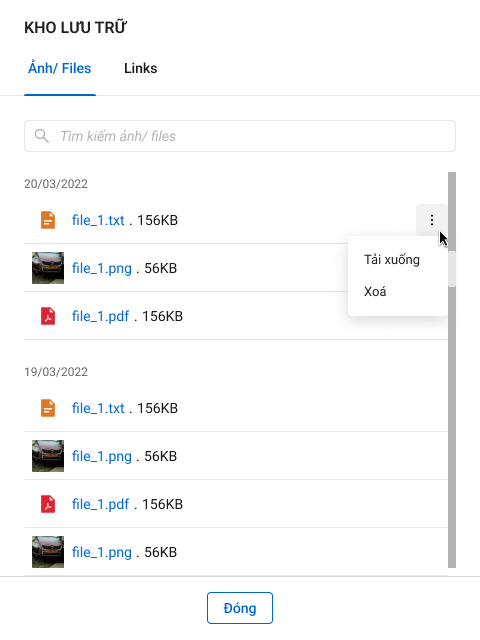 KHO LƯU TRỮ
Ảnh/ Files Links
Tìm kiếm ảnh/ files
20/03/2022
file_1.txt . 156KB
file_1.png . 56KB
Tải xuống
Xoá
file_1.pdf . 156KB
19/03/2022
file_1.txt . 156KB
file_1.png . 56KB
file_1.pdf . 156KB
file_1.png . 56KB
Đóng